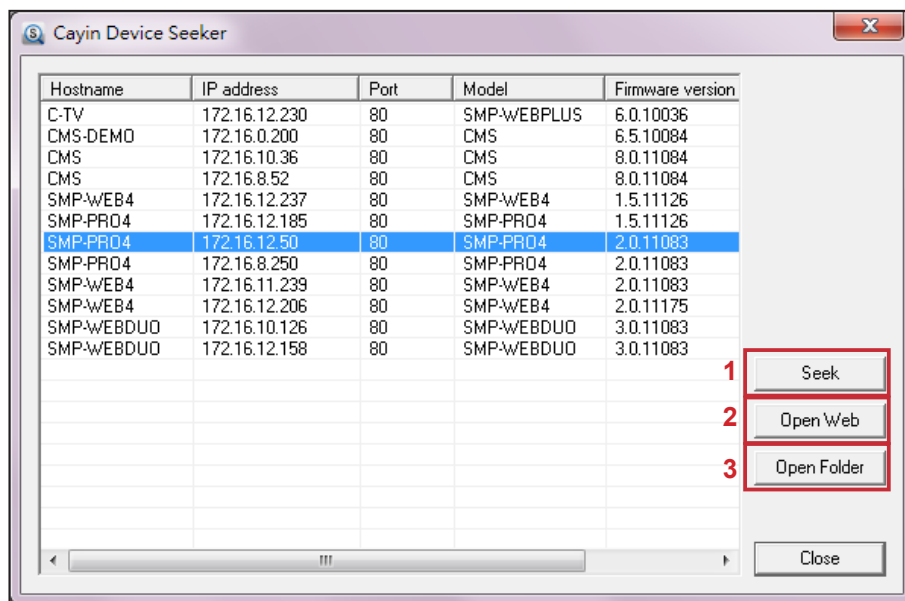 Cayin Device Seeker
Hostname IP address Port Model Firmware version
C-TV 172.16.12.230 80 SMP-WEBPLUS 6.0.10036
CMS-DEMO 172.16.0.200 80 CMS 6.5.10084
CMS 172.16.10.36 80 CMS 8.0.11084
CMS 172.16.8.52 80 CMS 8.0.11084
SMP-WEB4 172.16.12.237 80 SMP-WEB4 1.5.11126
SMP-PRO4 172.16.12.185 80 SMP-PRO4 1.5.11126
SMP-PRO4 172.16.12.50 80 SMP-PRO4 2.0.11083
SMP-PRO4 172.16.8.250 80 SMP-PRO4 2.0.11083
SMP-WEB4 172.16.11.239 80 SMP-WEB4 2.0.11083
SMP-WEB4 172.16.12.206 80 SMP-WEB4 2.0.11175
SMP-WEBDUO 172.16.10.126 80 SMP-WEBDUO 3.0.11083
SMP-WEBDUO 172.16.12.158 80 SMP-WEBDUO 3.0.11083
1 Seek
2 Open Web
3 Open Folder
Close